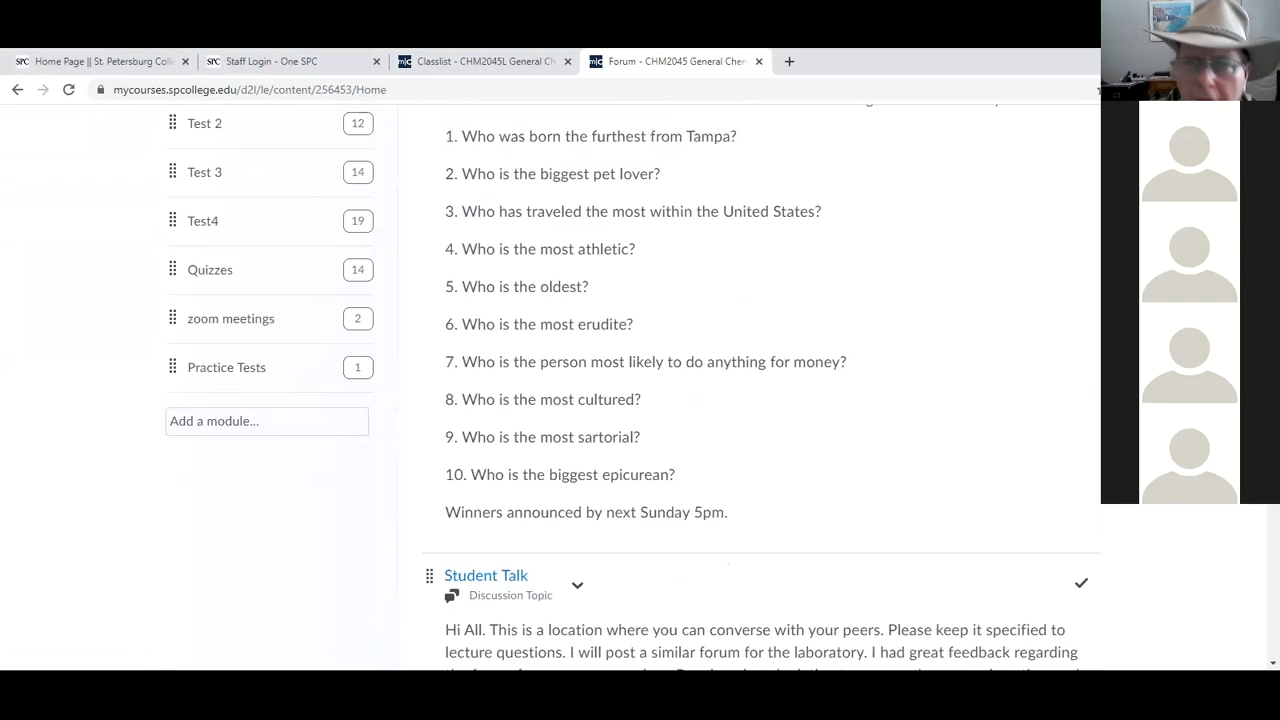 Home Page || St. Petersburg Coll
Staff Login - One SPC
Classlist - CHM2045L General Ch
Forum - CHM2045 General Chem
mycourses.spcollege.edu/d2l/le/content/256453/Home
Test 2 12
Test 3 14
Test4 19
Quizzes 14
zoom meetings 2
Practice Tests 1
Add a module...
1. Who was born the furthest from Tampa?
2. Who is the biggest pet lover?
3. Who has traveled the most within the United States?
4. Who is the most athletic?
5. Who is the oldest?
6. Who is the most erudite?
7. Who is the person most likely to do anything for money?
8. Who is the most cultured?
9. Who is the most sartorial?
10. Who is the biggest epicurean?
Winners announced by next Sunday 5pm.
Student Talk
Discussion Topic
Hi All. This is a location where you can converse with your peers. Please keep it specified to
lecture questions. I will post a similar forum for the laboratory. I had great feedback regarding